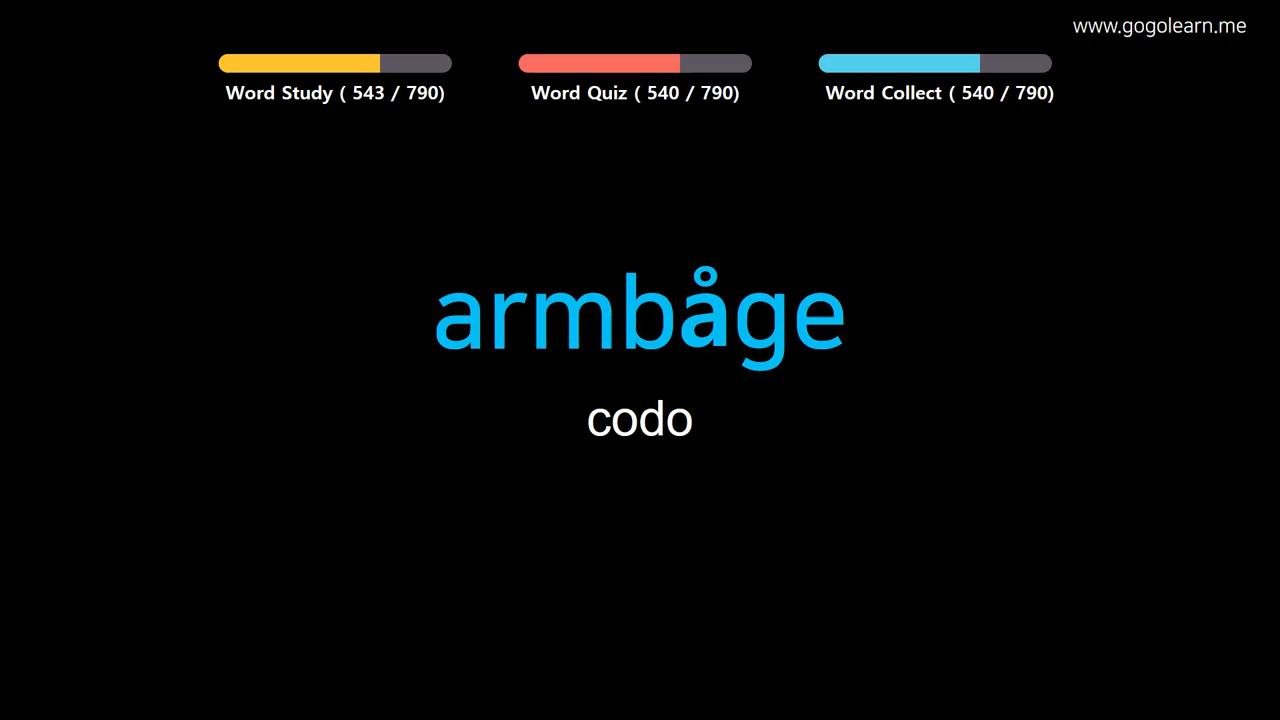 www.gogolearn.me
Word Study ( 543 / 790)
Word Quiz ( 540 / 790)
Word Collect ( 540 / 790)
armbåge
codo